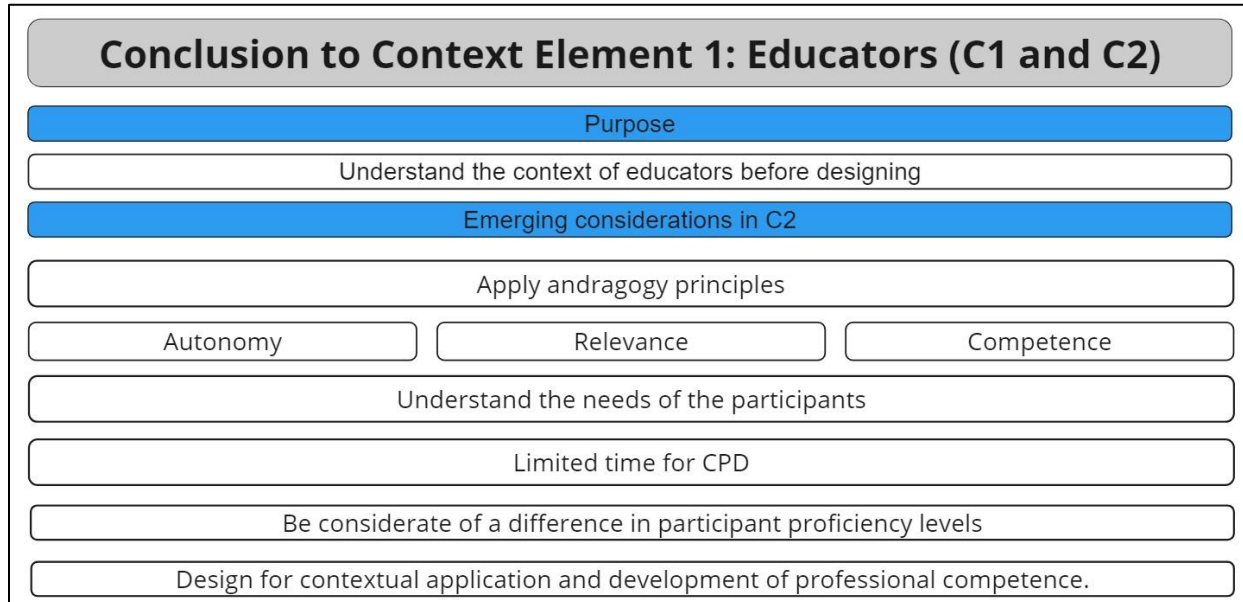 Conclusion to Context Element 1: Educators (C1 and C2)
Purpose
Understand the context of educators before designing
Emerging considerations in C2
Apply andragogy principles
Autonomy
Relevance
Competence
Understand the needs of the participants
Limited time for CPD
Be considerate of a difference in participant proficiency levels
Design for contextual application and development of professional competence.